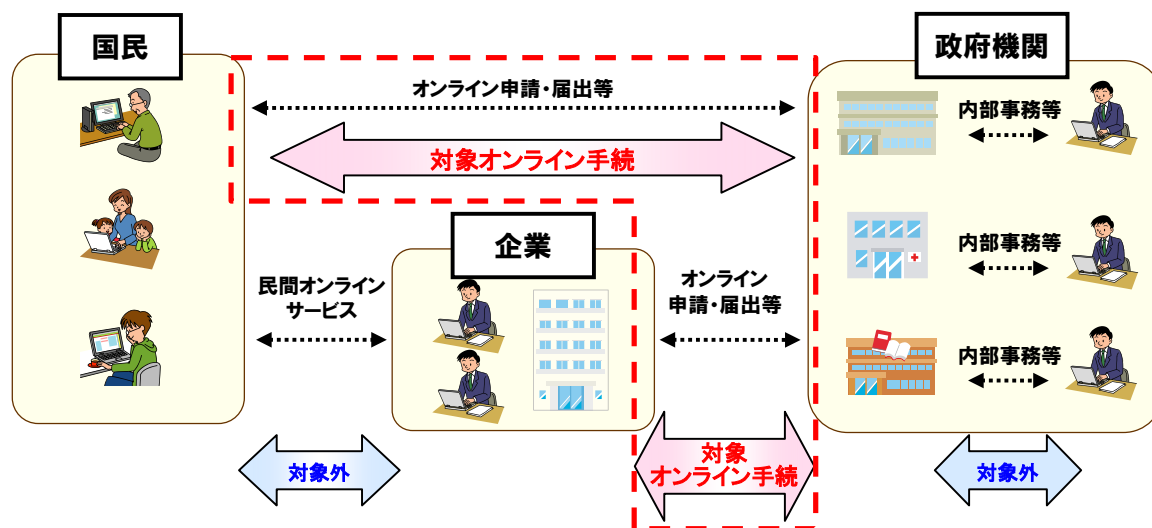 国民
政府機関
オンライン申請・届出等
対象オンライン手続
内部事務等
企業
内部事務等
民間オンライン
サービス
オンライン
申請・届出等
内部事務等
対象外
対象
オンライン手続
対象外